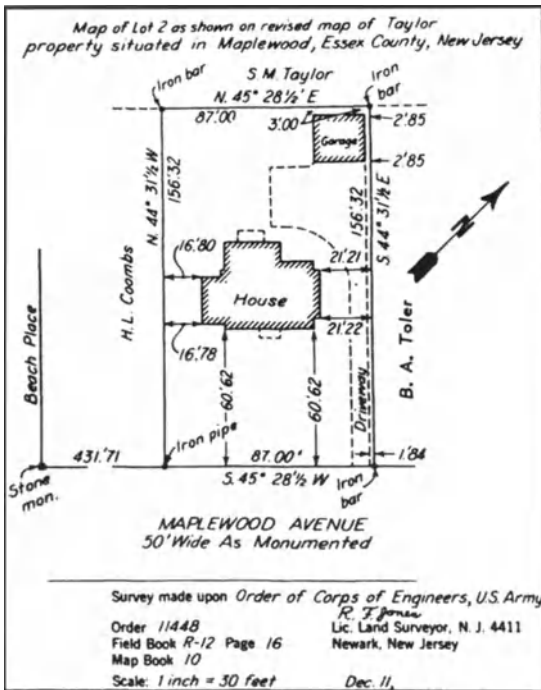 Map of Lot 2 as shown on revised map of Taylor
property situated in Maplewood, Essex County, New Jersey
Iron bar
S.M. Taylor
Iron bar
N. 45° 28½' E
87.00
3'.00
2'.85
Garage
2'.85
N. 44° 31½' W
156.32
156.32
S. 44° 31½' E
N
16'.80
21'.21
H.L. Coombs
House
B. A. Toler
Beach Place
16'.78
21'.22
60'.62
60'.62
Driveway
Iron pipe
431'.71
87.00'
1'.84
Stone mon.
S. 45° 28½' W
Iron bar
MAPLEWOOD AVENUE
50' Wide As Monumented
Survey made upon Order of Corps of Engineers, U.S. Army
R. F. Jones
Order 11448
Lic. Land Surveyor, N. J. 4411
Field Book R-12 Page 16
Newark, New Jersey
Map Book 10
Scale: 1 inch = 30 feet
Dec. 11,